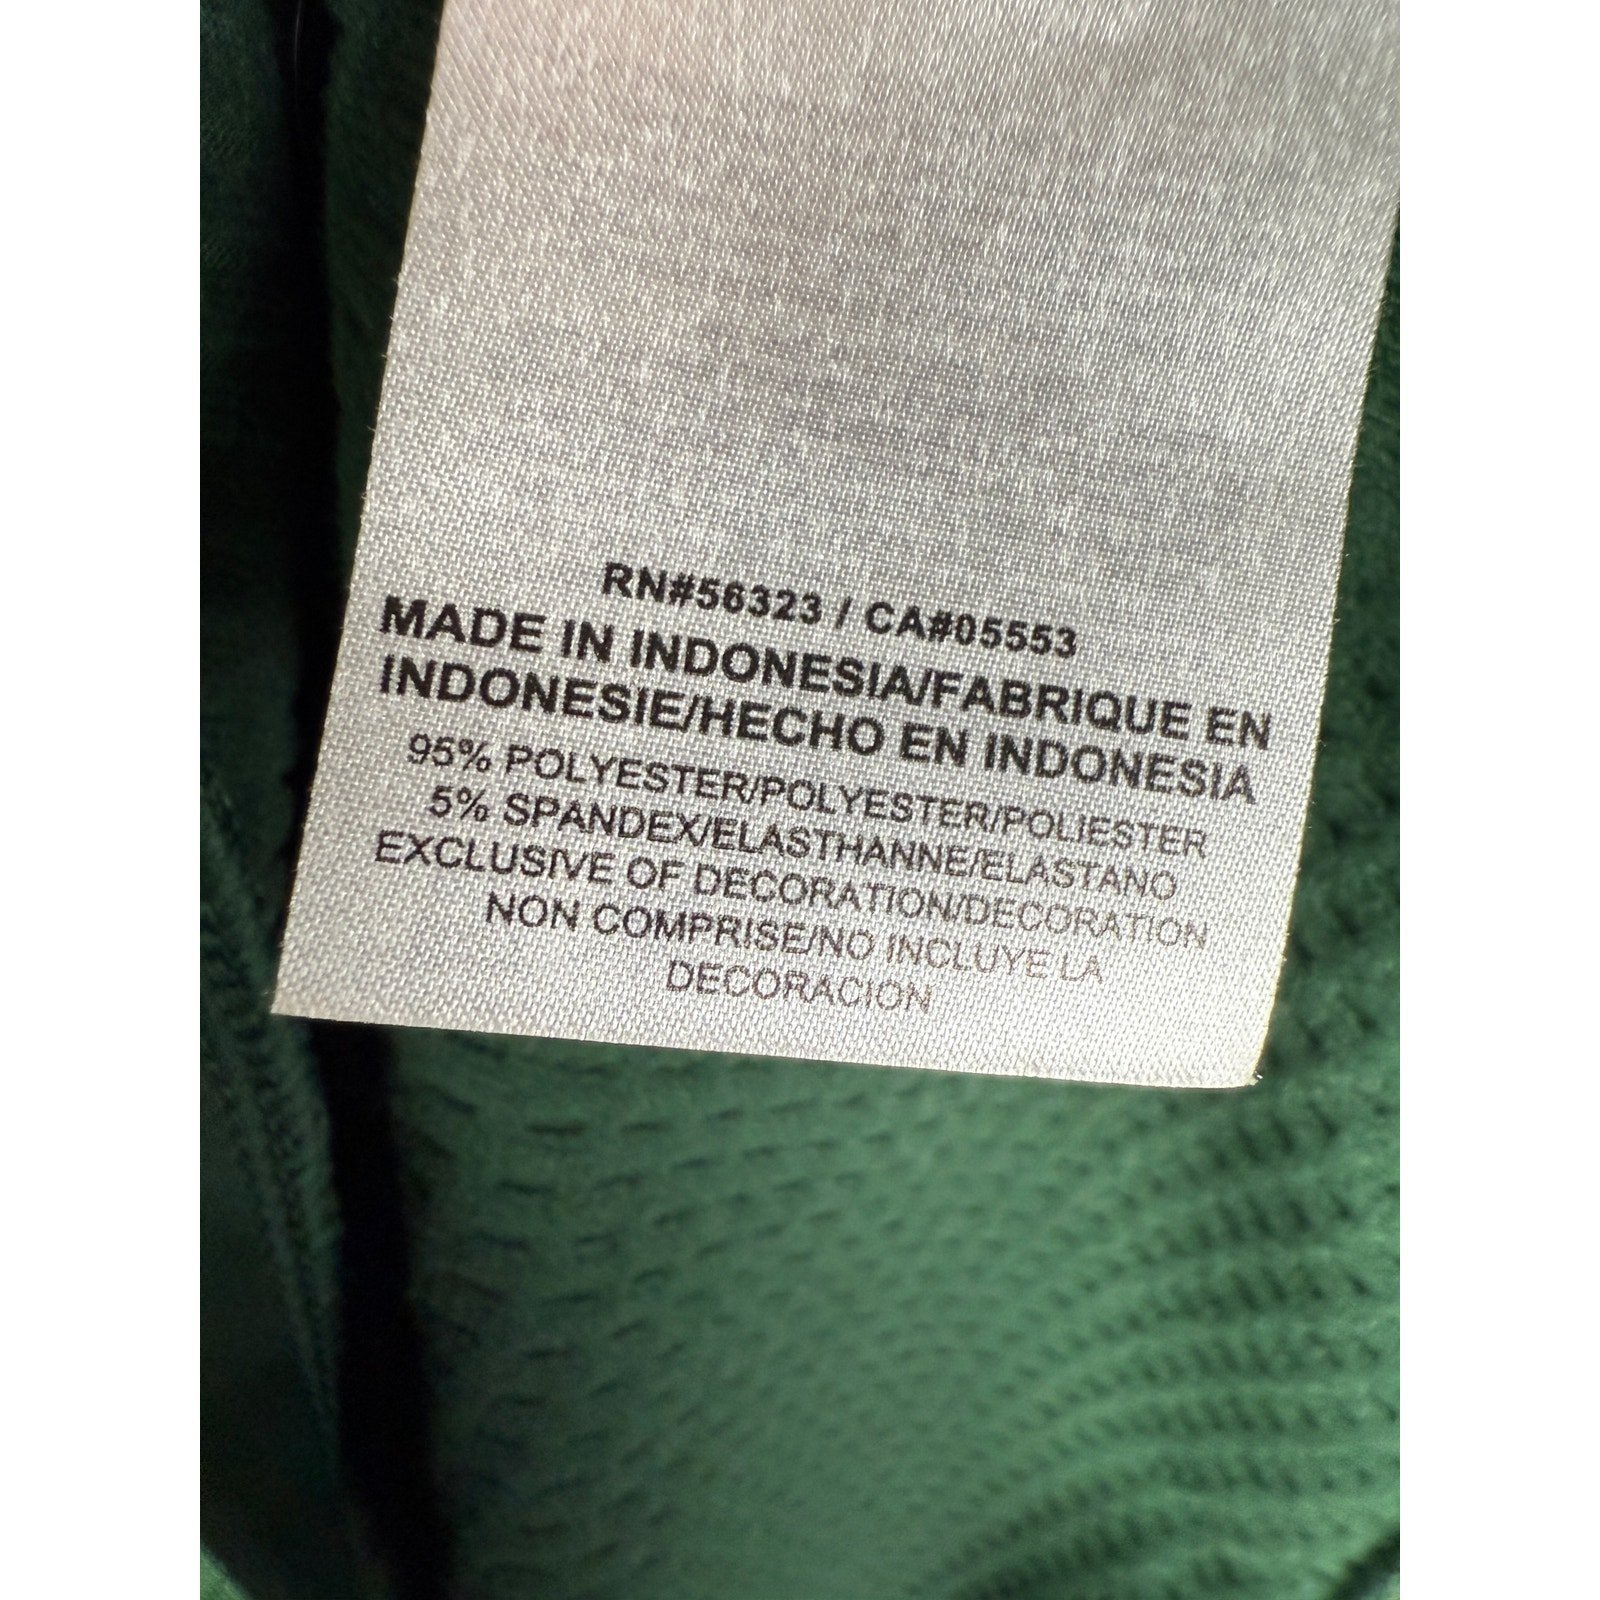 RN#56323 / CA#05553
MADE IN INDONESIA/FABRIQUE EN
INDONESIE/HECHO EN INDONESIA
95% POLYESTER/POLYESTER/POLIESTER
5% SPANDEX/ELASTHANNE/ELASTANO
EXCLUSIVE OF DECORATION/DECORATION
NON COMPRISE/NO INCLUYE LA
DECORACION